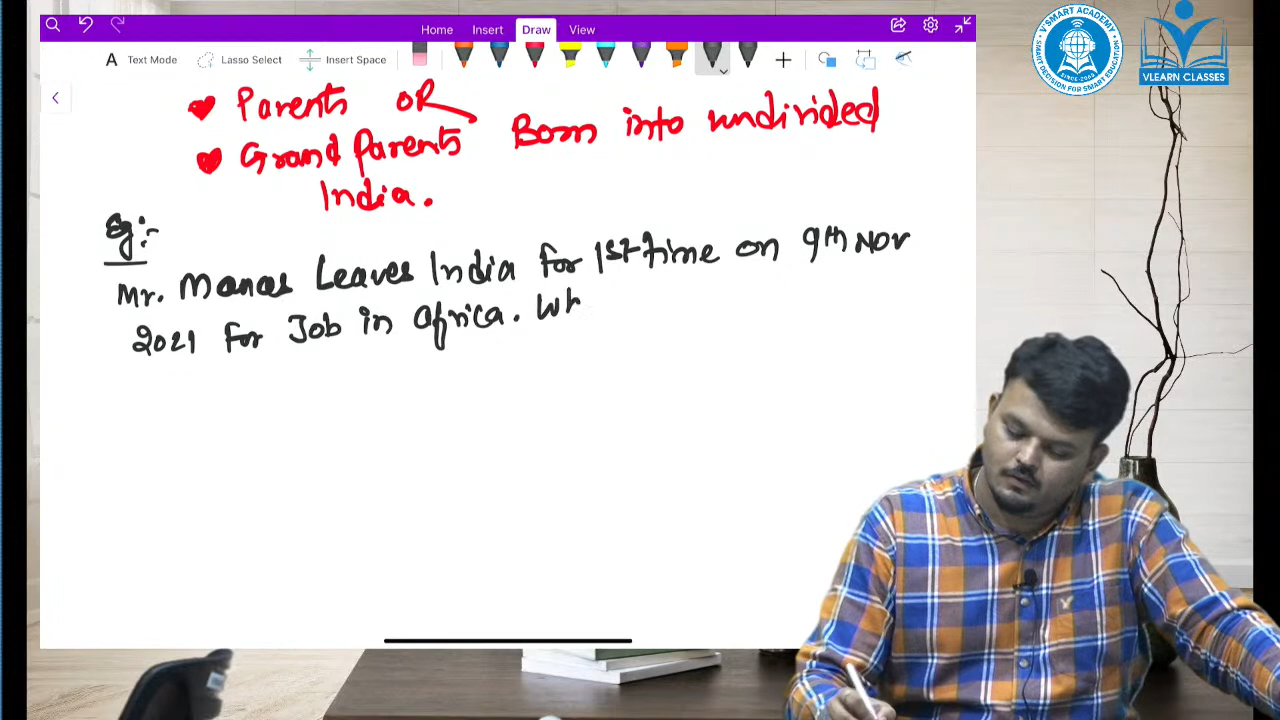 Home Insert Draw View
Text Mode Lasso Select Insert Space
V'SMART ACADEMY
SMART DECISION FOR SMART EDUCATION
SINCE-2005
VLEARN CLASSES
Parents OR
Grand Parents Born into undivided
India.
Eg:-
Mr. Manas Leaves India for 1st time on 9th Nov
2021 for Job in Africa. Wh